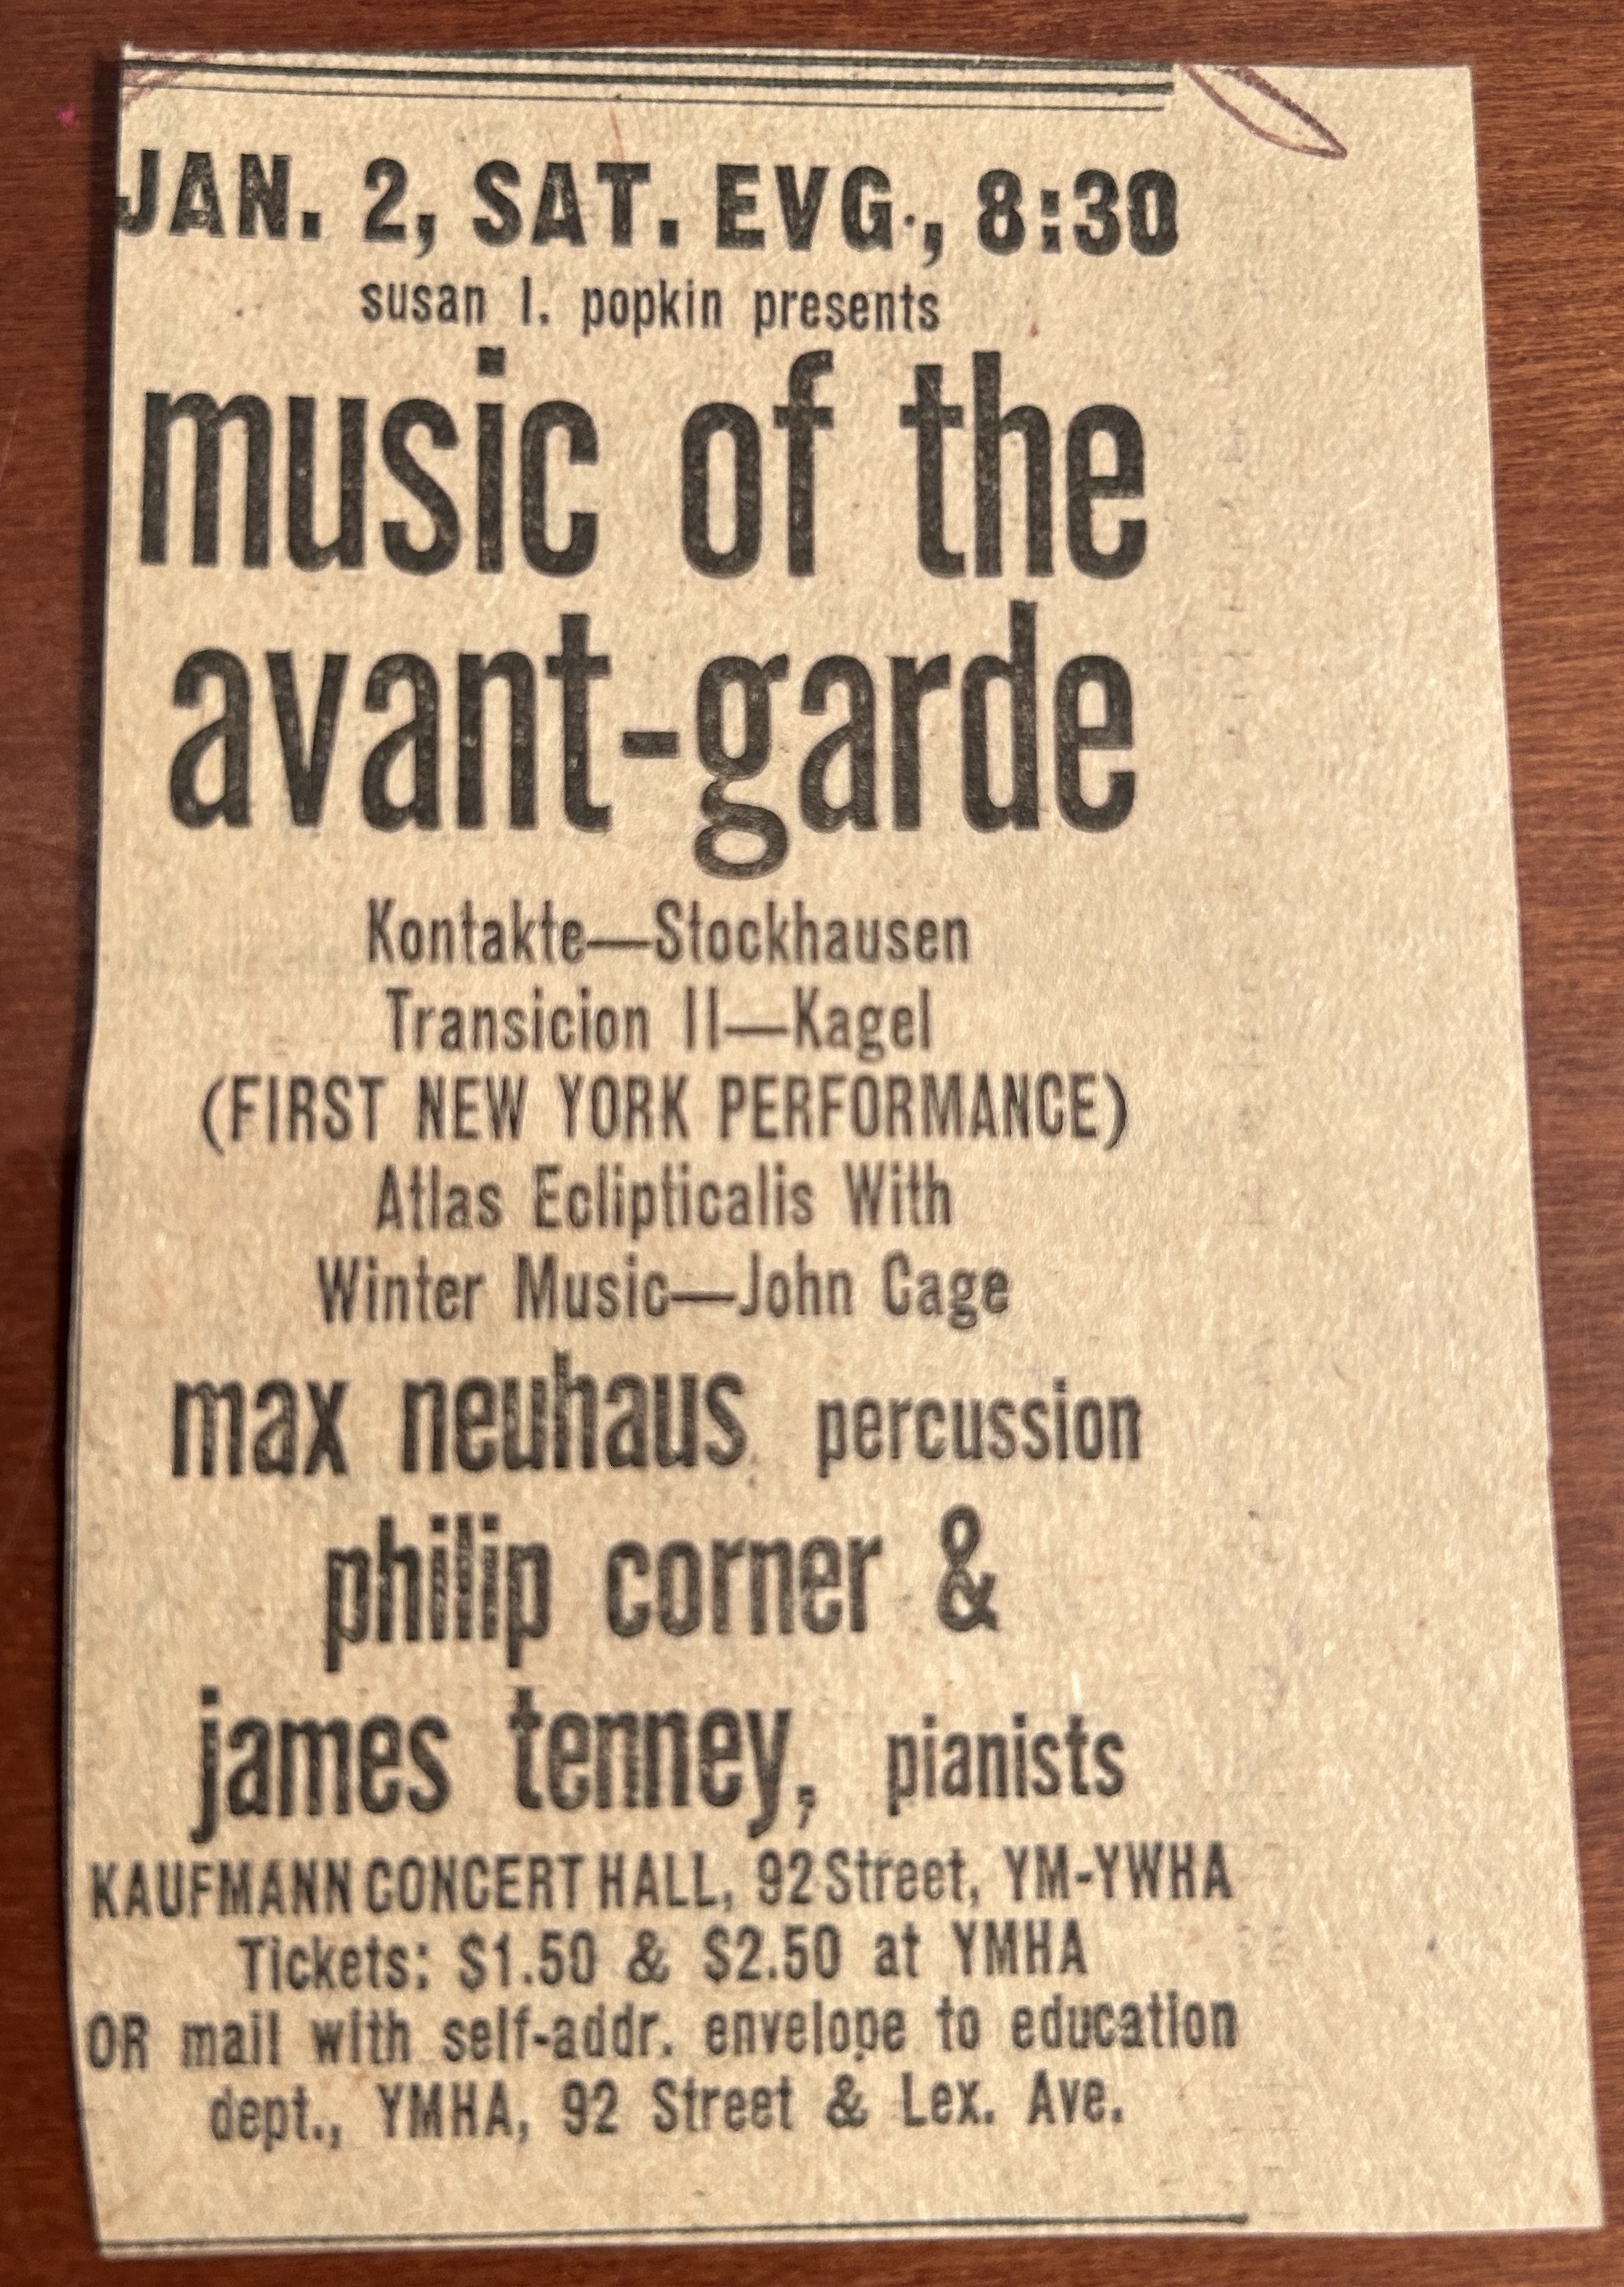 JAN. 2, SAT. EVG., 8:30
susan l. popkin presents
music of the
avant-garde
Kontakte—Stockhausen
Transicion II—Kagel
(FIRST NEW YORK PERFORMANCE)
Atlas Eclipticalis With
Winter Music—John Cage
max neuhaus percussion
philip corner &
james tenney, pianists
KAUFMANN CONCERT HALL, 92 Street, YM-YWHA
Tickets: $1.50 & $2.50 at YMHA
OR mail with self-addr. envelope to education
dept., YMHA, 92 Street & Lex. Ave.